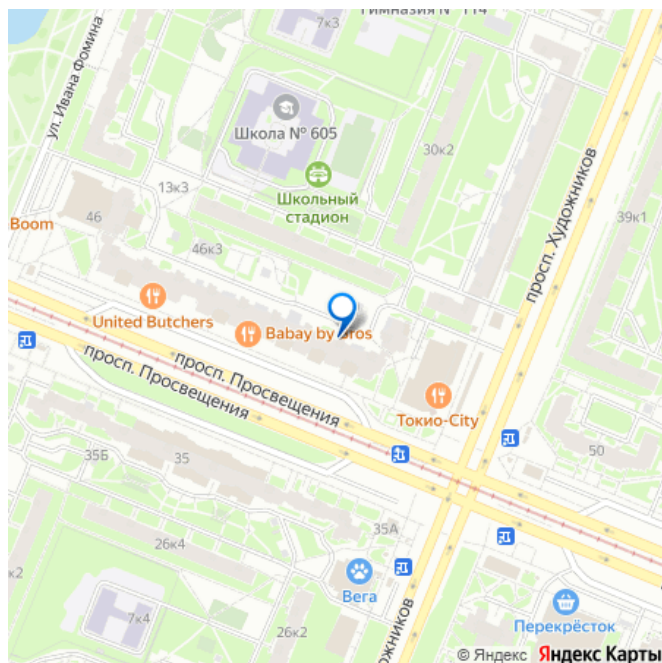 Гимназия № 114
7к3
ул. Ивана Фомина
Школа № 605
30к2
просп. Художников
13к3
Школьный
стадион
39к1
46
Boom
46к3
United Butchers
Babay by Bros
просп. Просвещения
просп. Просвещения
Токио-City
35Б
35
50
35А
26к4
Вега
к2
7к4
26к2
Перекрёсток
© Яндекс Яндекс Карты